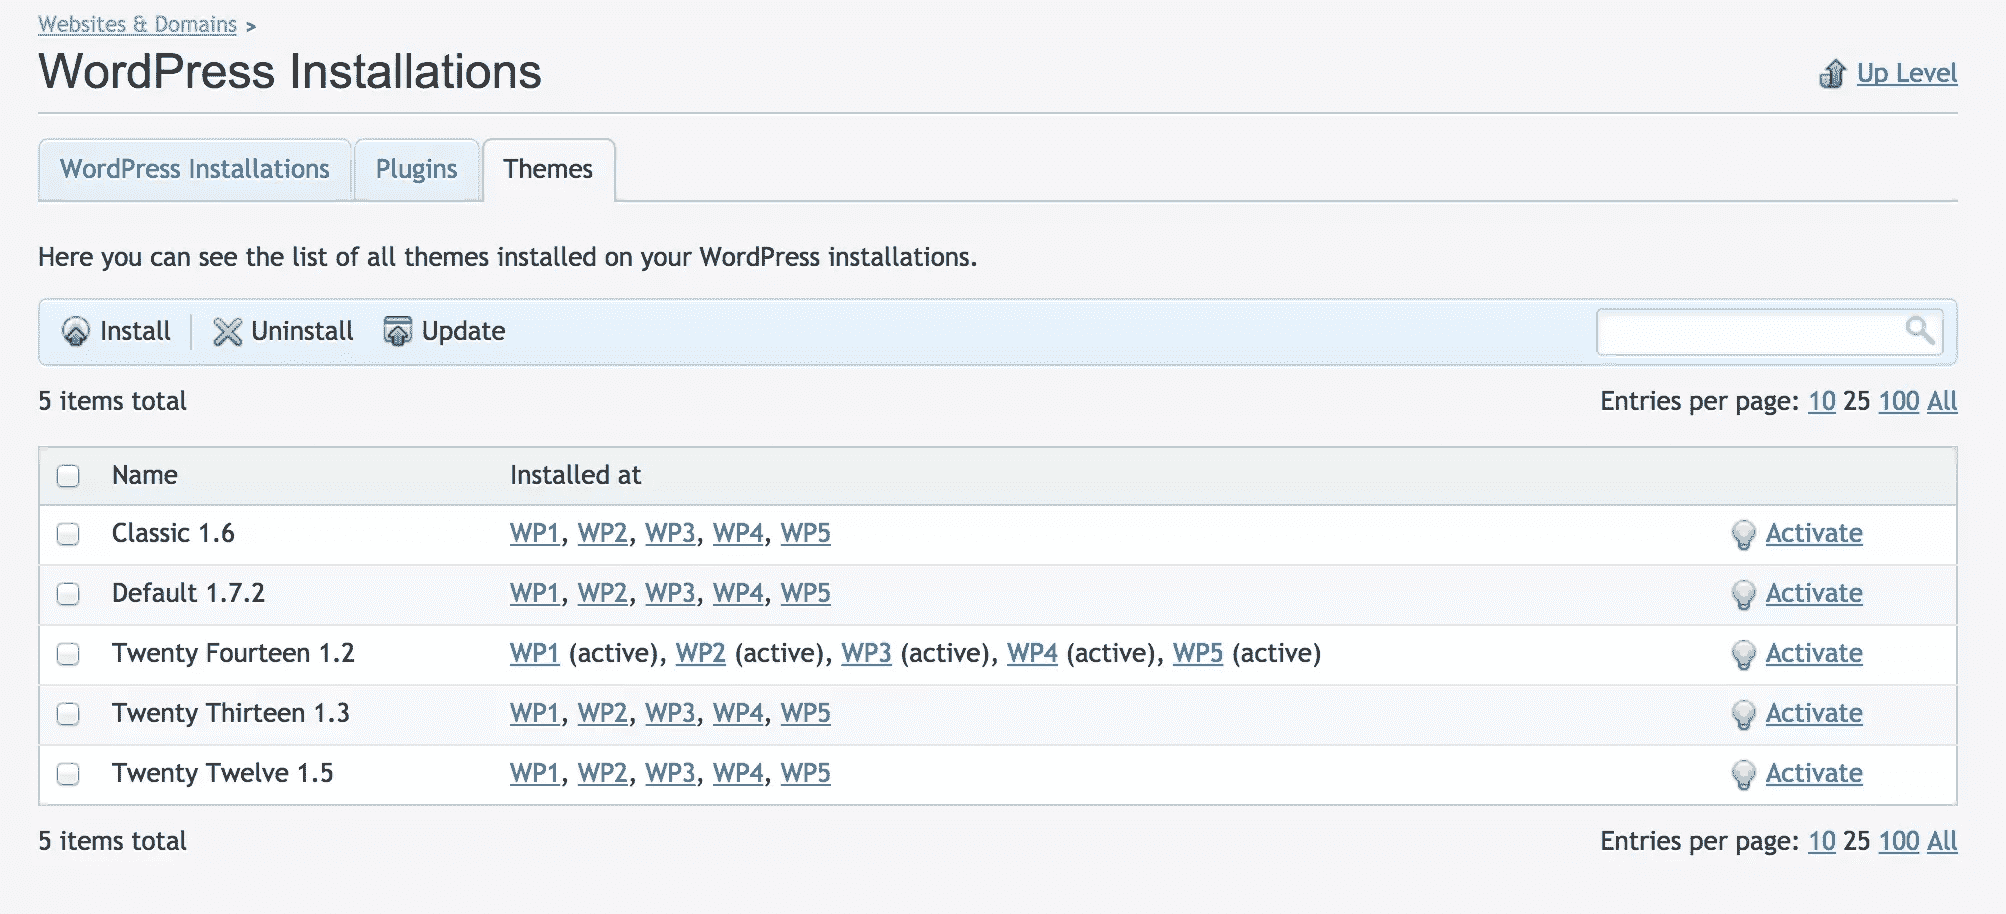 Websites & Domains >
WordPress Installations
Up Level
WordPress Installations Plugins Themes
Here you can see the list of all themes installed on your WordPress installations.
Install Uninstall Update
5 items total Entries per page: 10 25 100 All
Name Installed at
Classic 1.6 WP1, WP2, WP3, WP4, WP5 Activate
Default 1.7.2 WP1, WP2, WP3, WP4, WP5 Activate
Twenty Fourteen 1.2 WP1 (active), WP2 (active), WP3 (active), WP4 (active), WP5 (active) Activate
Twenty Thirteen 1.3 WP1, WP2, WP3, WP4, WP5 Activate
Twenty Twelve 1.5 WP1, WP2, WP3, WP4, WP5 Activate
5 items total Entries per page: 10 25 100 All